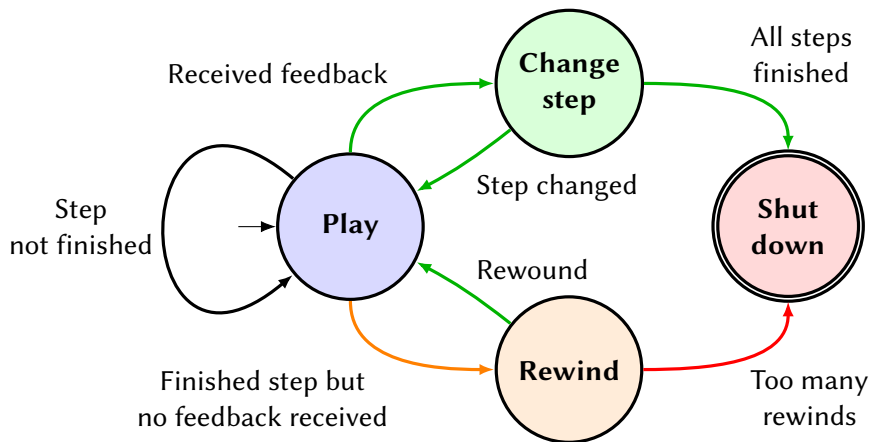 All steps
finished
Change
step
Received feedback
Step changed
Step
not finished
Play
Shut
down
Rewound
Rewind
Finished step but
no feedback received
Too many
rewinds